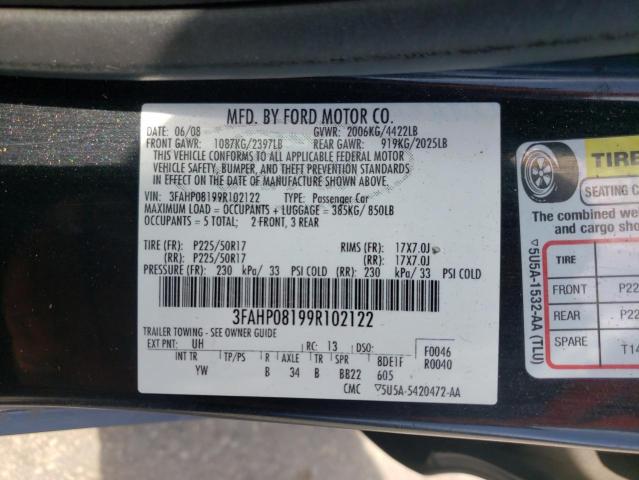 MFD. BY FORD MOTOR CO.
DATE: 06/08 GVWR: 2006KG/4422LB
FRONT GAWR: 1087KG/2397LB REAR GAWR: 919KG/2025LB
THIS VEHICLE CONFORMS TO ALL APPLICABLE FEDERAL MOTOR
VEHICLE SAFETY, BUMPER, AND THEFT PREVENTION STANDARDS
IN EFFECT ON THE DATE OF MANUFACTURE SHOWN ABOVE.
VIN: 3FAHP08199R102122 TYPE: Passenger Car
MAXIMUM LOAD = OCCUPANTS + LUGGAGE = 385KG/ 850LB
OCCUPANTS = 5 TOTAL: 2-FRONT, 3 REAR
TIRE (FR): P225/50R17 RIMS (FR): 17X7.0J
(RR): P225/50R17 (RR): 17X7.0J
PRESSURE (FR): 230 kPa/ 33 PSI COLD (RR): 230 kPa/ 33 PSI COLD
3FAHP08199R102122
TRAILER TOWING - SEE OWNER GUIDE
EXT PNT: UH RC: 13 DSO: F0046
R0040
INT TR TP/PS R AXLE TR SPR 8DE1F
YW B 34 B BB22 605
CMC ▽5U5A-5420472-AA
TIRE
SEATING C
The combined we
and cargo sho
TIRE
FRONT P22
REAR P22
SPARE T14
▽5U5A-1532-AA (TLU)